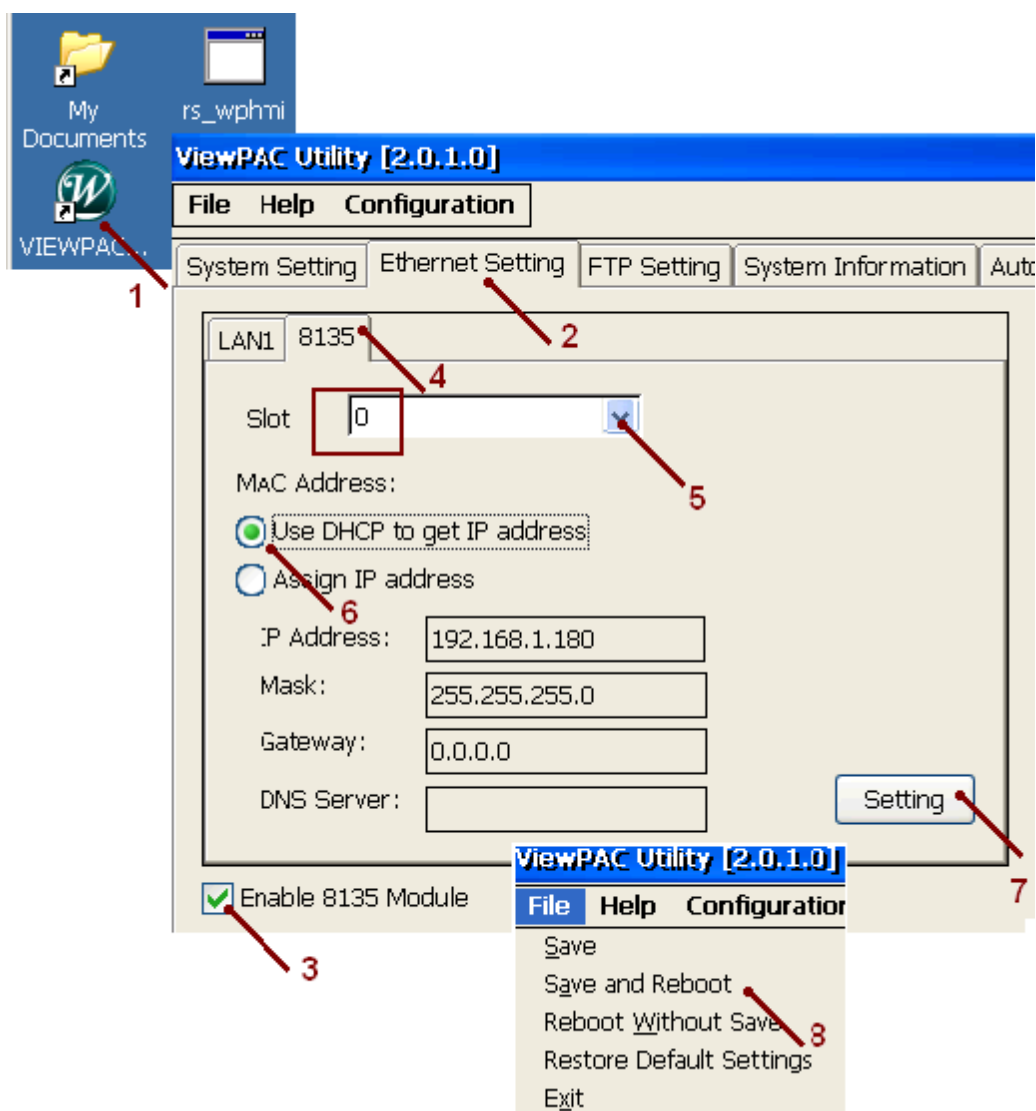 My
Documents
rs_wphmi
VIEWPAC...
1
ViewPAC Utility [2.0.1.0]
File Help Configuration
System Setting Ethernet Setting FTP Setting System Information Auto
2
LAN1 8135
4
Slot 0
5
MAC Address:
Use DHCP to get IP address
Assign IP address
6
IP Address: 192.168.1.180
Mask: 255.255.255.0
Gateway: 0.0.0.0
DNS Server:
Setting
7
Enable 8135 Module
3
ViewPAC Utility [2.0.1.0]
File Help Configuration
Save
Save and Reboot
Reboot Without Save
8
Restore Default Settings
Exit